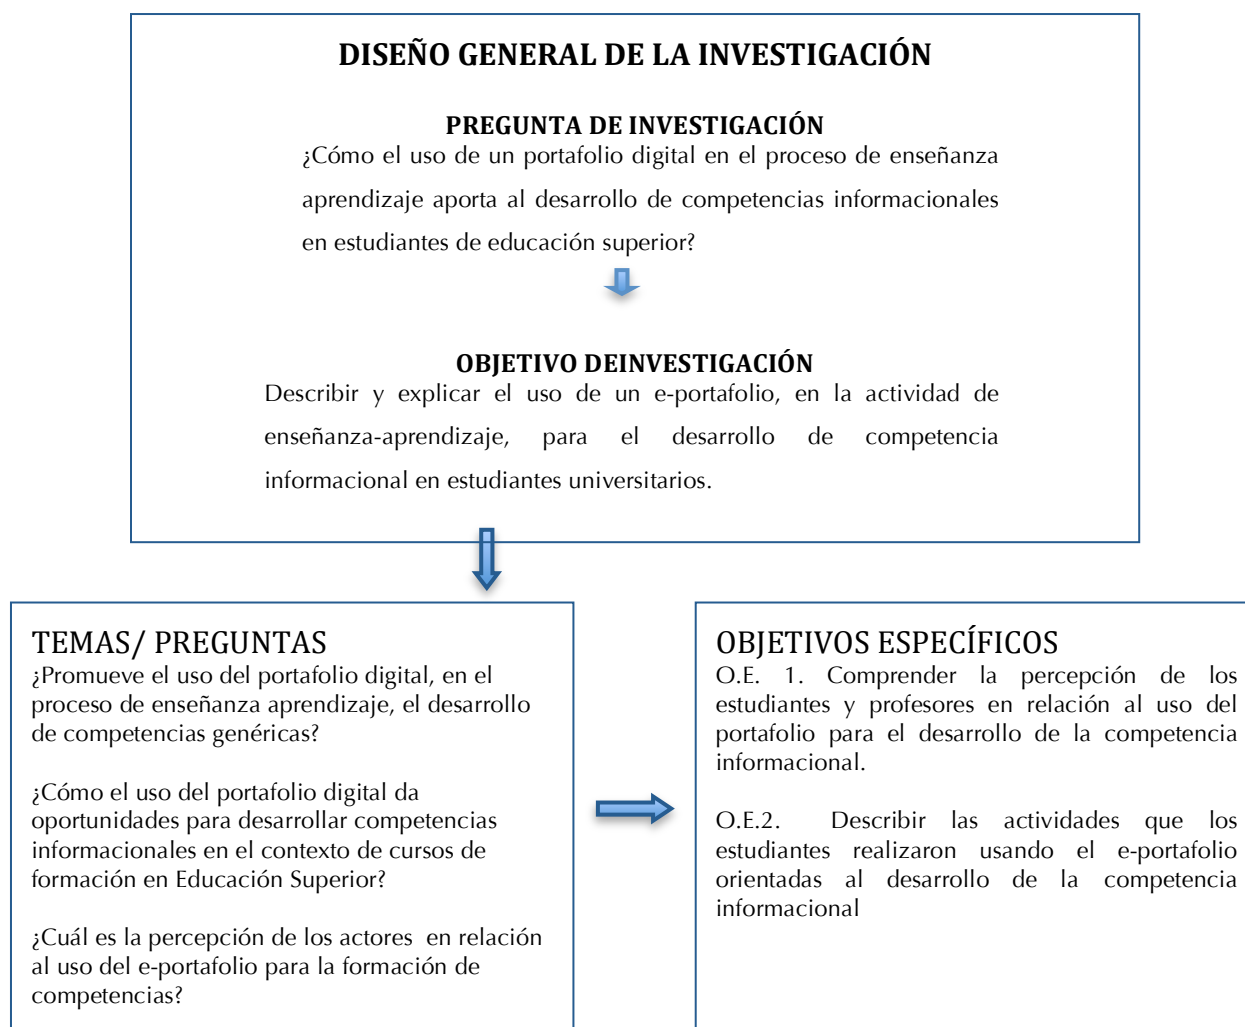 DISEÑO GENERAL DE LA INVESTIGACIÓN
PREGUNTA DE INVESTIGACIÓN
¿Cómo el uso de un portafolio digital en el proceso de enseñanza
aprendizaje aporta al desarrollo de competencias informacionales
en estudiantes de educación superior?
OBJETIVO DEINVESTIGACIÓN
Describir y explicar el uso de un e-portafolio, en la actividad de
enseñanza-aprendizaje, para el desarrollo de competencia
informacional en estudiantes universitarios.
TEMAS/ PREGUNTAS
¿Promueve el uso del portafolio digital, en el
proceso de enseñanza aprendizaje, el desarrollo
de competencias genéricas?
¿Cómo el uso del portafolio digital da
oportunidades para desarrollar competencias
informacionales en el contexto de cursos de
formación en Educación Superior?
¿Cuál es la percepción de los actores en relación
al uso del e-portafolio para la formación de
competencias?
OBJETIVOS ESPECÍFICOS
O.E. 1. Comprender la percepción de los
estudiantes y profesores en relación al uso del
portafolio para el desarrollo de la competencia
informacional.
O.E.2. Describir las actividades que los
estudiantes realizaron usando el e-portafolio
orientadas al desarrollo de la competencia
informacional